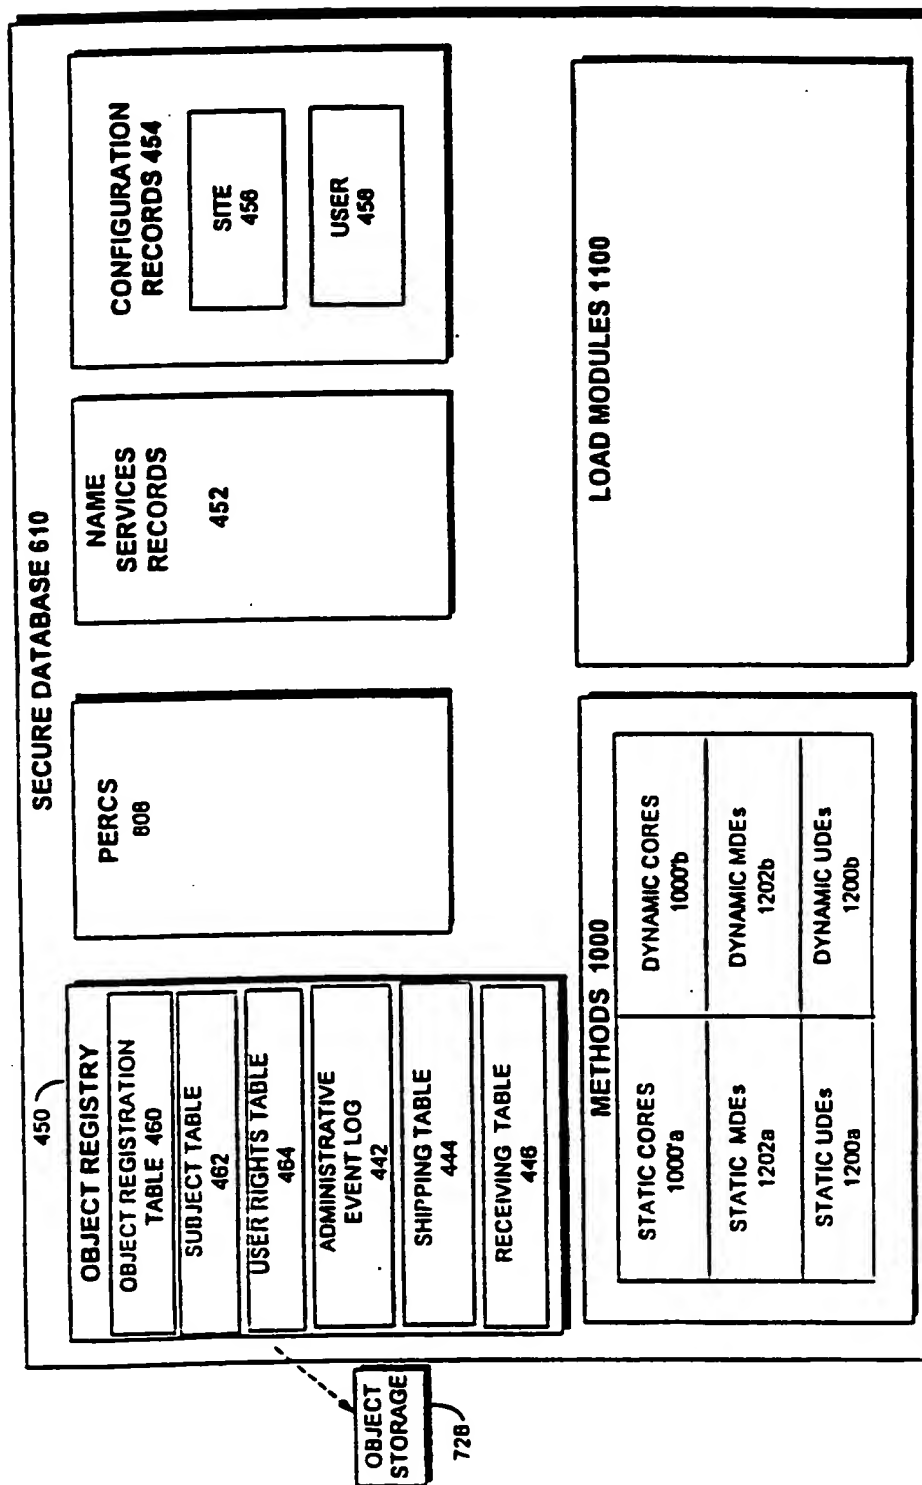 SECURE DATABASE 610
450
OBJECT REGISTRY
OBJECT REGISTRATION
TABLE 460
SUBJECT TABLE
462
USER RIGHTS TABLE
464
ADMINISTRATIVE
EVENT LOG
442
SHIPPING TABLE
444
RECEIVING TABLE
446
OBJECT
STORAGE
728
PERCS
808
NAME
SERVICES
RECORDS
452
CONFIGURATION
RECORDS 454
SITE
456
USER
458
METHODS 1000
STATIC CORES
1000'a
DYNAMIC CORES
1000'b
STATIC MDEs
1202a
DYNAMIC MDEs
1202b
STATIC UDEs
1200a
DYNAMIC UDEs
1200b
LOAD MODULES 1100